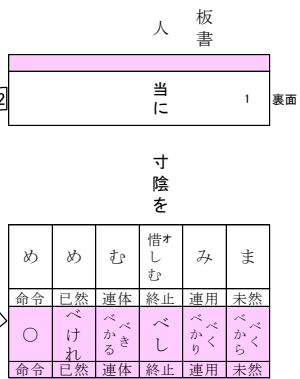 板書
人
裏面
1
当に
2
寸陰を
ま
み
惜しむ
オ
む
め
め
未然
連用
終止
連体
已然
命令
べく
べから
べく
べかり
べし
べき
べかる
べけれ
○
未然
連用
終止
連体
已然
命令